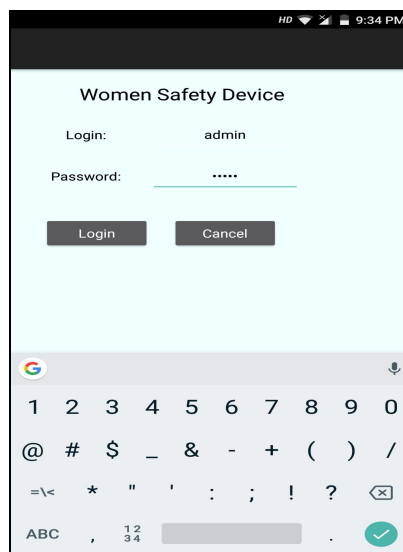 HD 9:34 PM
Women Safety Device
Login: admin
Password: •••••
Login Cancel
G
1 2 3 4 5 6 7 8 9 0
@ # $ _ & - + ( ) /
=\< * " ' : ; ! ?
ABC , 12 34 .